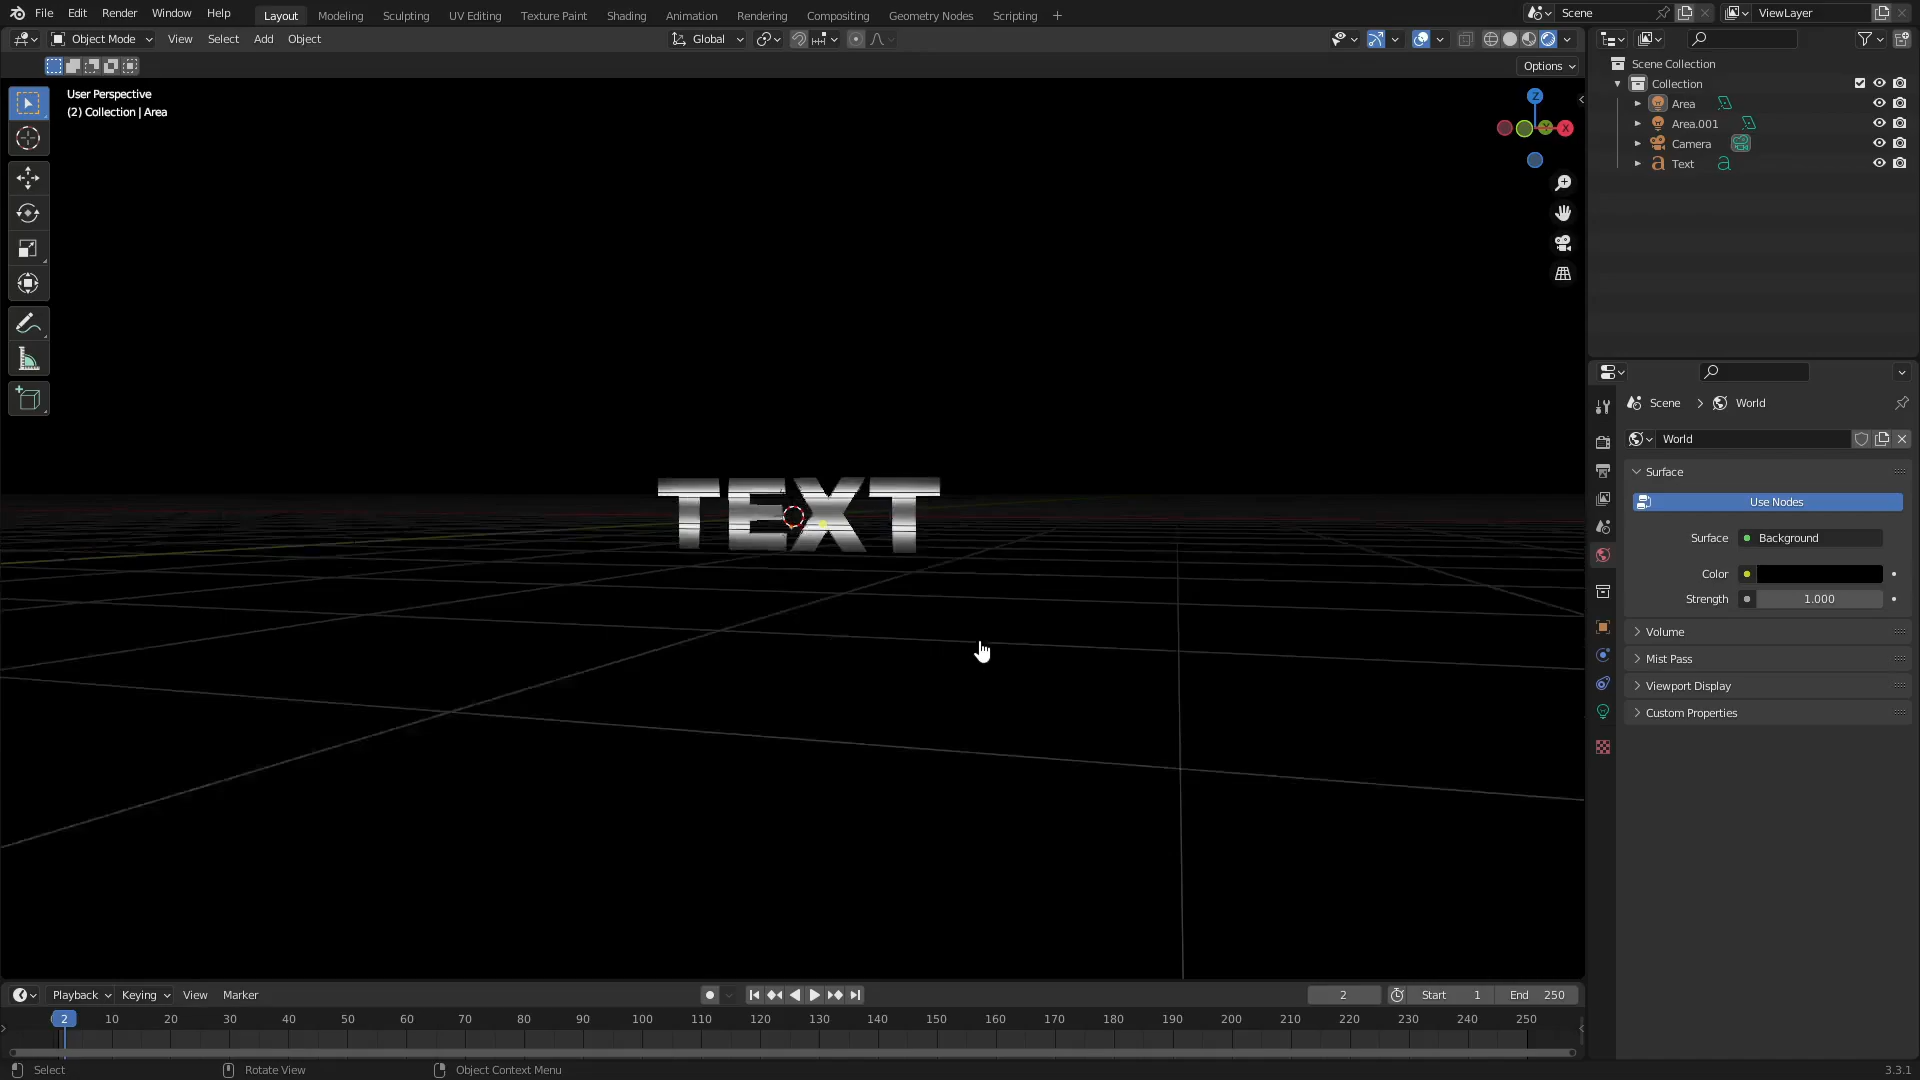 File Edit Render Window Help Layout Modeling Sculpting UV Editing Texture Paint Shading Animation Rendering Compositing Geometry Nodes Scripting + Scene ViewLayer
Object Mode View Select Add Object Global
Options
User Perspective
(2) Collection | Area
Z
Y
X
TEXT
Scene Collection
Collection
Area
Area.001
Camera
Text
Scene > World
World
Surface
Use Nodes
Surface Background
Color
Strength 1.000
Volume
Mist Pass
Viewport Display
Custom Properties
Playback Keying View Marker 2 Start 1 End 250
2 10 20 30 40 50 60 70 80 90 100 110 120 130 140 150 160 170 180 190 200 210 220 230 240 250
Select Rotate View Object Context Menu 3.3.1